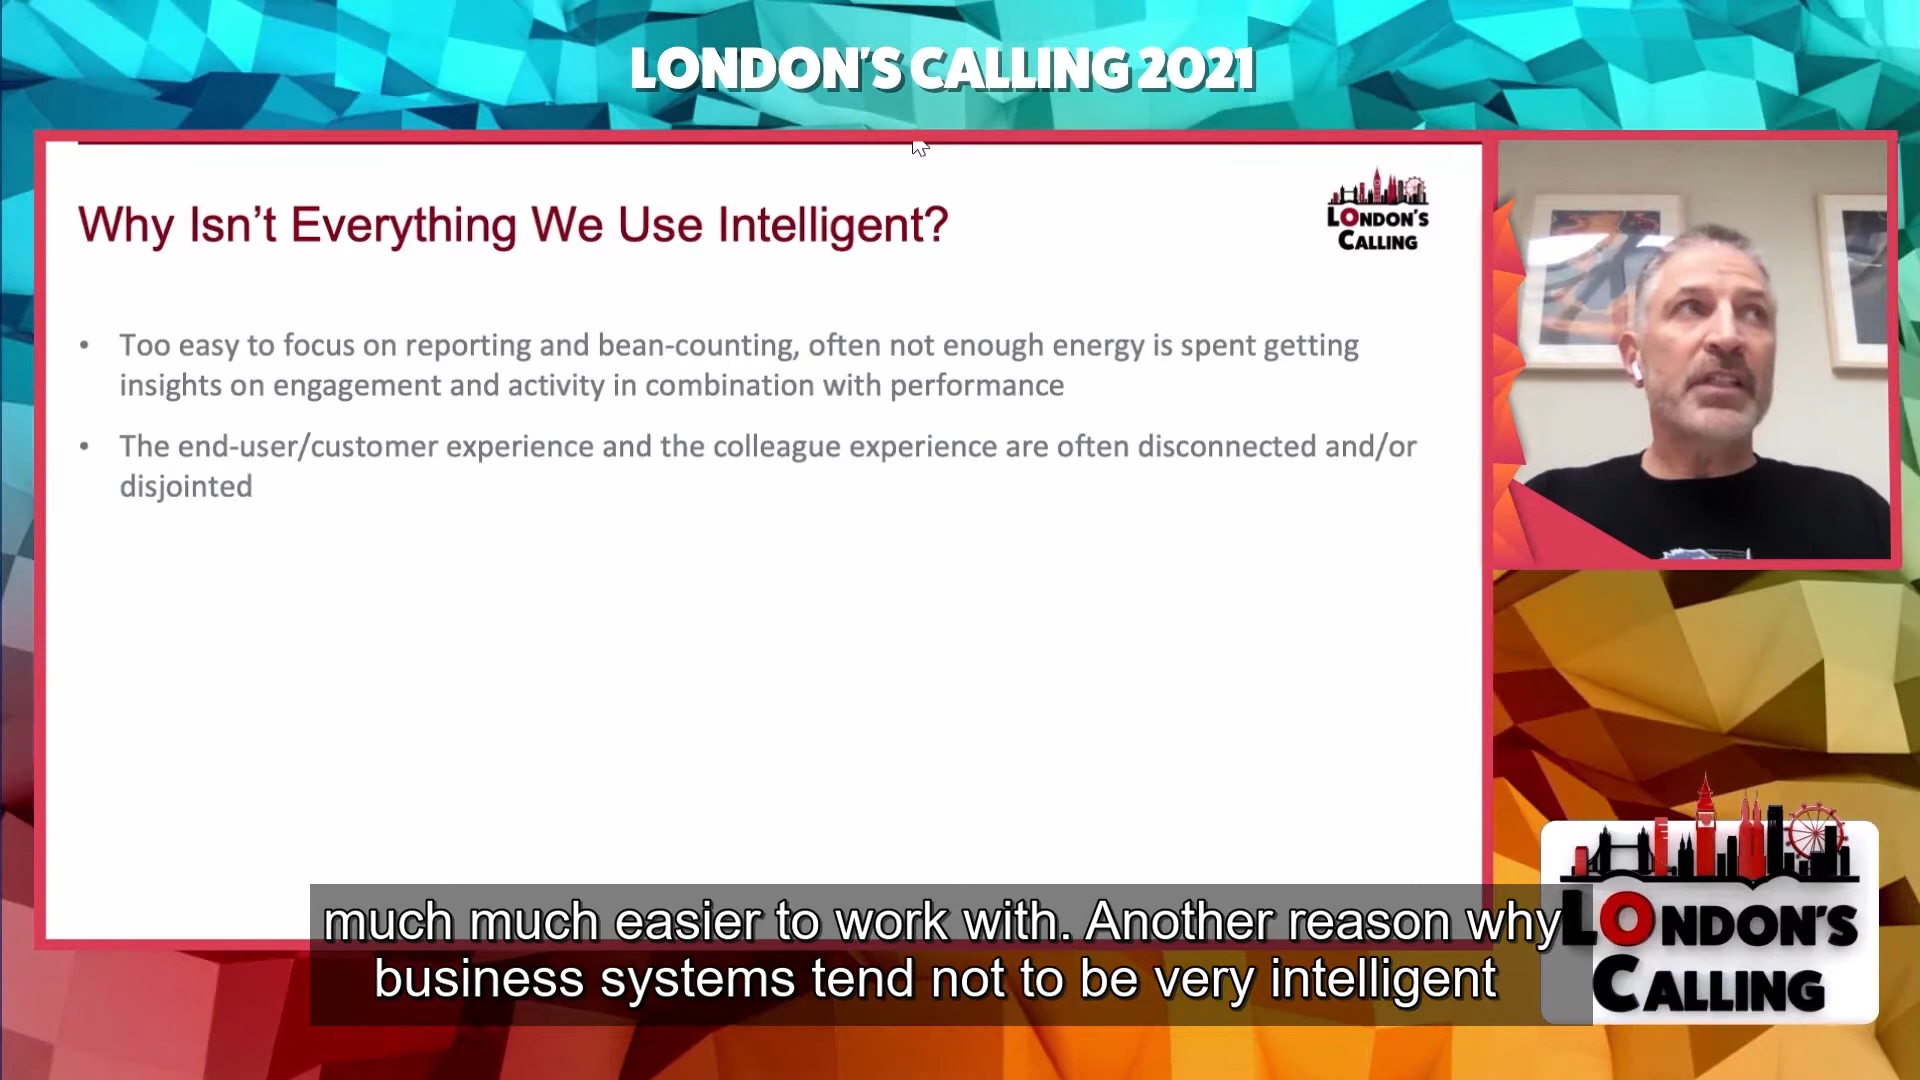 LONDON'S CALLING 2021
Why Isn't Everything We Use Intelligent?
LONDON'S
CALLING
• Too easy to focus on reporting and bean-counting, often not enough energy is spent getting
insights on engagement and activity in combination with performance
• The end-user/customer experience and the colleague experience are often disconnected and/or
disjointed
much much easier to work with. Another reason why
business systems tend not to be very intelligent
LONDON'S
CALLING